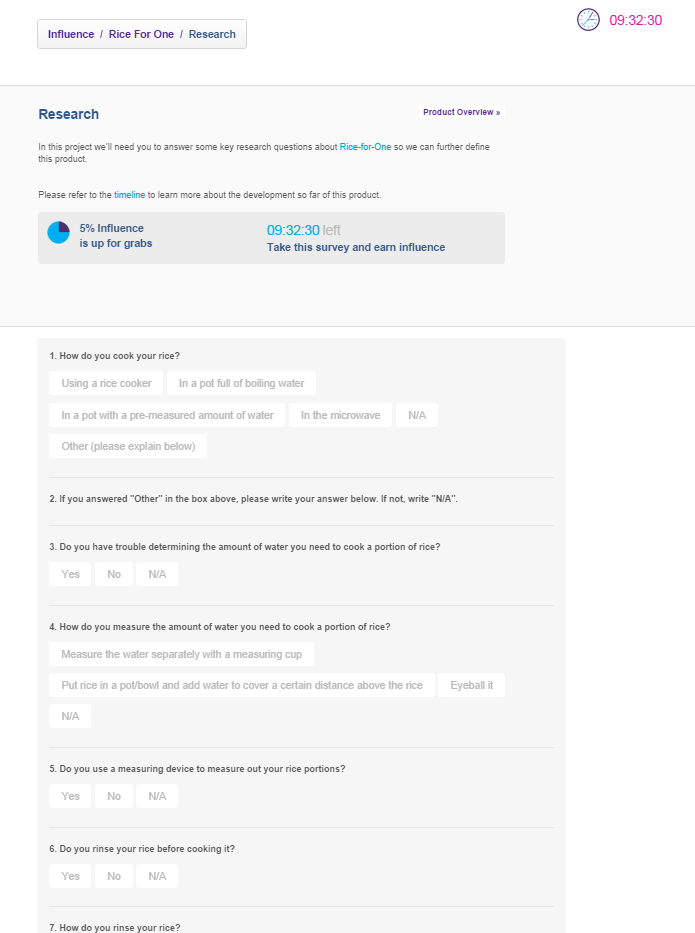 Influence / Rice For One / Research
09:32:30
Research
Product Overview »
In this project we'll need you to answer some key research questions about Rice-for-One so we can further define
this product.
Please refer to the timeline to learn more about the development so far of this product.
5% Influence
is up for grabs
09:32:30 left
Take this survey and earn influence
1. How do you cook your rice?
Using a rice cooker
In a pot full of boiling water
In a pot with a pre-measured amount of water
In the microwave
N/A
Other (please explain below)
2. If you answered "Other" in the box above, please write your answer below. If not, write "N/A".
3. Do you have trouble determining the amount of water you need to cook a portion of rice?
Yes
No
N/A
4. How do you measure the amount of water you need to cook a portion of rice?
Measure the water separately with a measuring cup
Put rice in a pot/bowl and add water to cover a certain distance above the rice
Eyeball it
N/A
5. Do you use a measuring device to measure out your rice portions?
Yes
No
N/A
6. Do you rinse your rice before cooking it?
Yes
No
N/A
7. How do you rinse your rice?